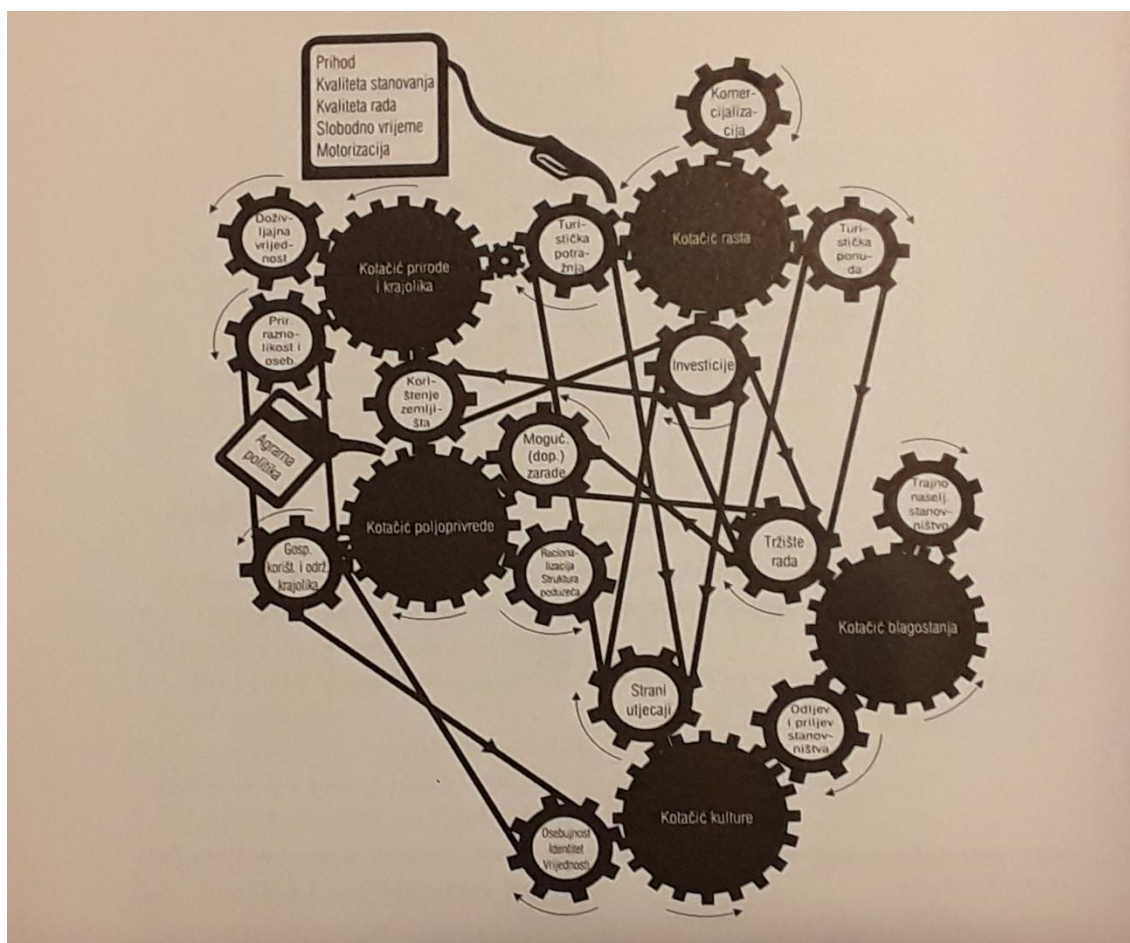 Prihod
Kvaliteta stanovanja
Kvaliteta rada
Slobodno vrijeme
Motorizacija
Komer-
cijaliza-
cija
Doživ-
ljajna
vrijed-
nost
Kotačić prirode
i krajolika
Turi-
stička
potra-
žnja
Kotačić rasta
Turi-
stička
ponu-
da
Prir.
razno-
likost i
oseb.
Kori-
štenje
zemlji-
šta
Investicije
Agrarna
politika
Moguć.
(dop.)
zarade
Trajno
naselj.
stanov-
ništvo
Kotačić poljoprivrede
Gosp.
korišt. i održ.
krajolika
Raciona-
lizacija
Struktura
poduzeća
Tržište
rada
Kotačić blagostanja
Strani
utjecaji
Odljev
i priljev
stanov-
ništva
Kotačić kulture
Osebujnost
Identitet
Vrijednosti